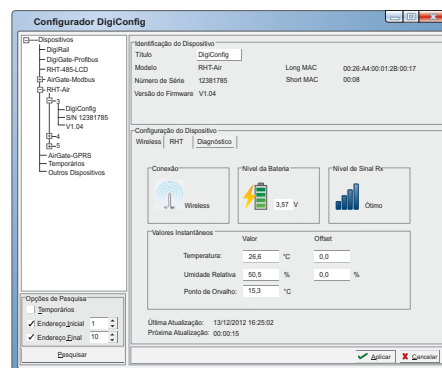 Configurador DigiConfig
Dispositivos
DigiRail
DigiGate-Profibus
RHT-485-LCD
AirGate-Modbus
RHT-Air
3
DigiConfig
S/N 12381785
V1.04
4
5
AirGate-GPRS
Temporários
Outros Dispositivos
Opções de Pesquisa
Temporários
Endereço Inicial 1
Endereço Final 10
Pesquisar
Identificação do Dispositivo
Título DigiConfig
Modelo RHT-Air Long MAC 00:26:A4:00:01:2B:00:17
Número de Série 12381785 Short MAC 00:08
Versão do Firmware V1.04
Configuração do Dispositivo
Wireless RHT Diagnóstico
Conexão
Wireless
Nível da Bateria
3,57 V
Nível de Sinal Rx
Ótimo
Valores Instantâneos
Valor Offset
Temperatura: 26,6 °C 0,0
Umidade Relativa 50,5 % 0,0 %
Ponto de Orvalho: 15,3 °C
Última Atualização: 13/12/2012 16:25:02
Próxima Atualização: 00:00:15
Aplicar Cancelar